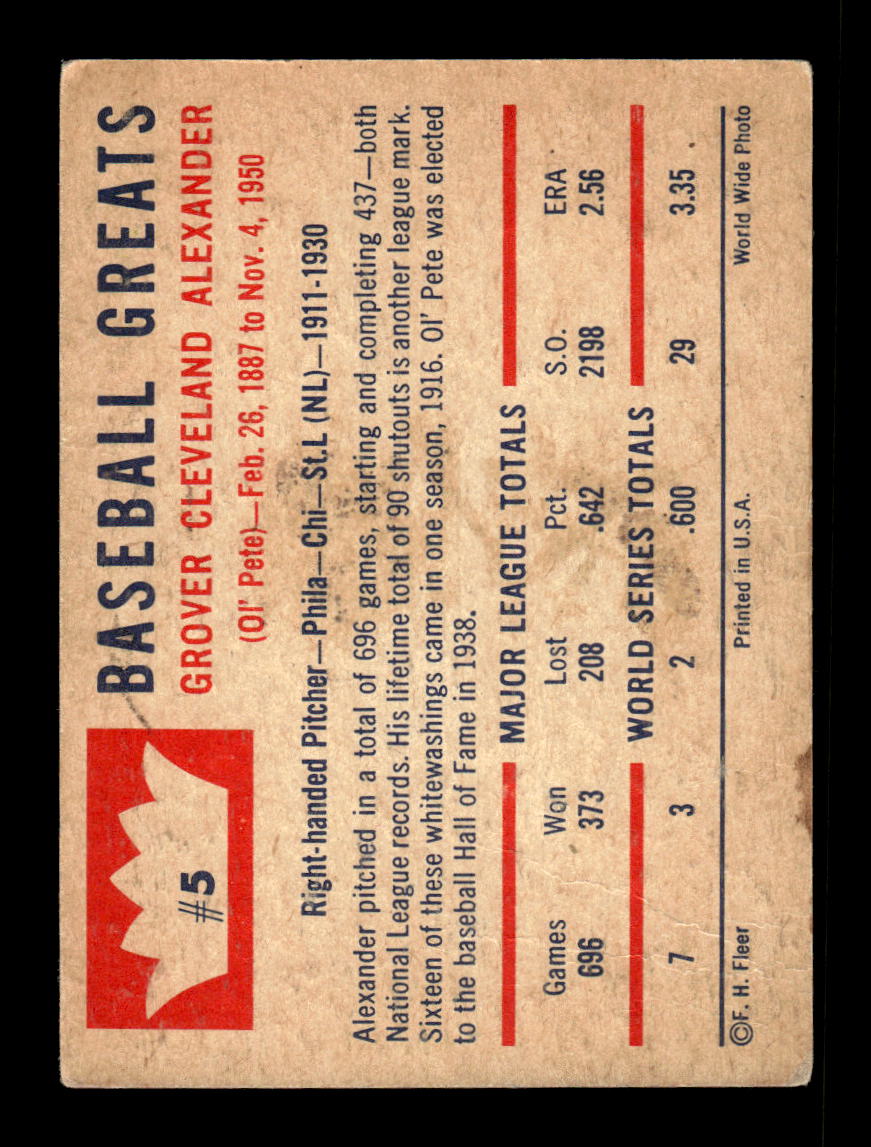 #5
BASEBALL GREATS
GROVER CLEVELAND ALEXANDER
(Ol' Pete)—Feb. 26, 1887 to Nov. 4, 1950
Right-handed Pitcher—Phila—Chi—St.L (NL)—1911-1930
Alexander pitched in a total of 696 games, starting and completing 437—both
National League records. His lifetime total of 90 shutouts is another league mark.
Sixteen of these whitewashings came in one season, 1916. Ol' Pete was elected
to the baseball Hall of Fame in 1938.
MAJOR LEAGUE TOTALS
Games Won Lost Pct. S.O. ERA
696 373 208 .642 2198 2.56
WORLD SERIES TOTALS
7 3 2 .600 29 3.35
©F. H. Fleer Printed in U.S.A. World Wide Photo